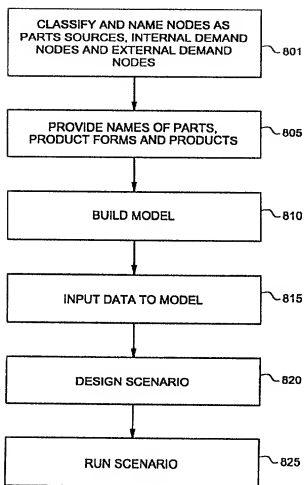 CLASSIFY AND NAME NODES AS
PARTS SOURCES, INTERNAL DEMAND
NODES AND EXTERNAL DEMAND
NODES
801
PROVIDE NAMES OF PARTS,
PRODUCT FORMS AND PRODUCTS
805
BUILD MODEL
810
INPUT DATA TO MODEL
815
DESIGN SCENARIO
820
RUN SCENARIO
825